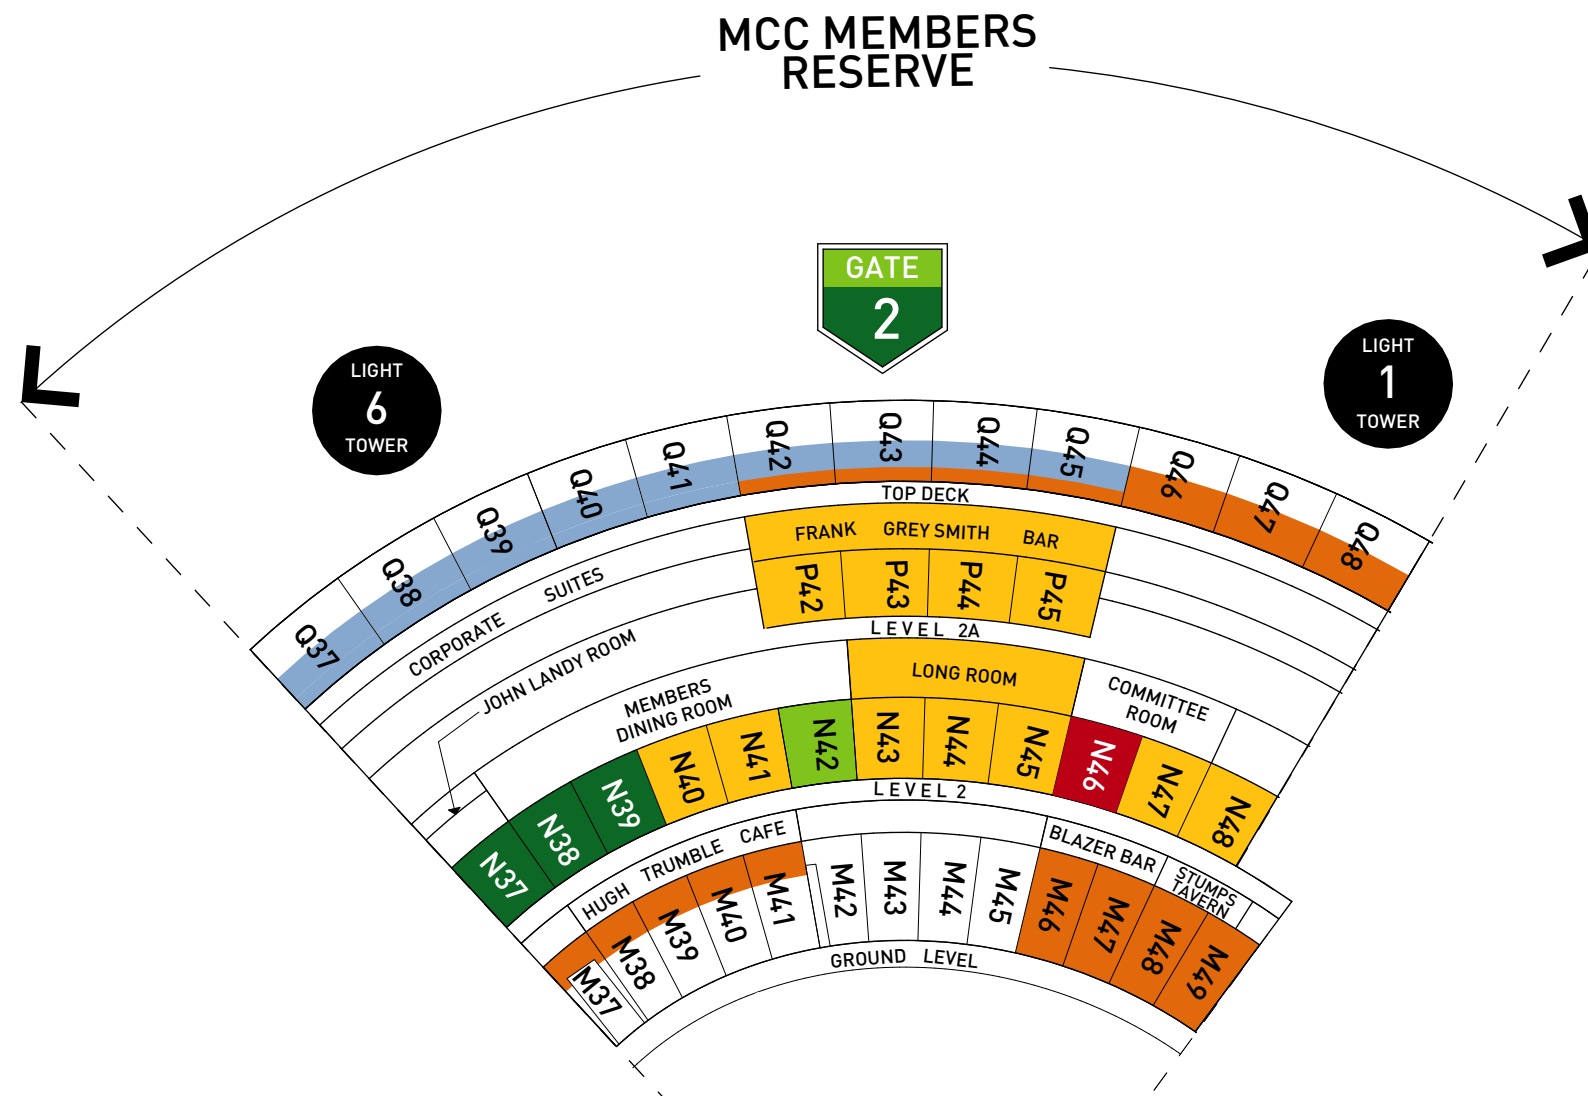 MCC MEMBERS
RESERVE
GATE
2
LIGHT
6
TOWER
LIGHT
1
TOWER
Q37
Q38
Q39
Q40
Q41
Q42
Q43
Q44
Q45
Q46
Q47
Q48
TOP DECK
CORPORATE SUITES
FRANK GREY SMITH BAR
P42
P43
P44
P45
LEVEL 2A
JOHN LANDY ROOM
MEMBERS
DINING ROOM
LONG ROOM
COMMITTEE
ROOM
N37
N38
N39
N40
N41
N42
N43
N44
N45
N46
N47
N48
LEVEL 2
HUGH TRUMBLE CAFE
BLAZER BAR
STUMPS
TAVERN
M37
M38
M39
M40
M41
M42
M43
M44
M45
M46
M47
M48
M49
GROUND LEVEL